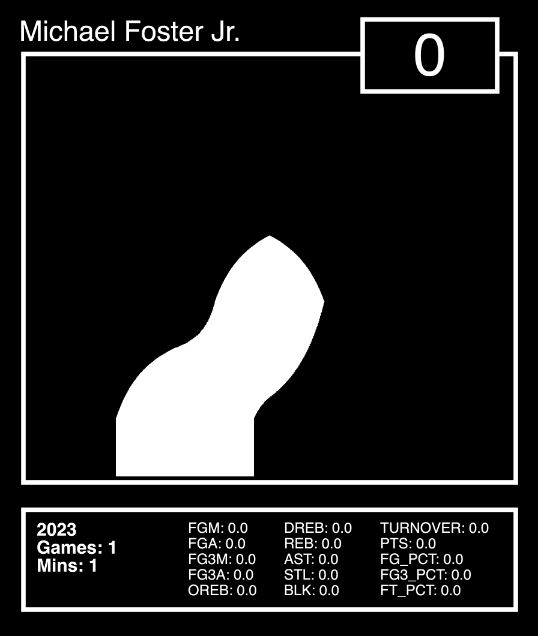 Michael Foster Jr.
0
2023
Games: 1
Mins: 1
FGM: 0.0
FGA: 0.0
FG3M: 0.0
FG3A: 0.0
OREB: 0.0
DREB: 0.0
REB: 0.0
AST: 0.0
STL: 0.0
BLK: 0.0
TURNOVER: 0.0
PTS: 0.0
FG_PCT: 0.0
FG3_PCT: 0.0
FT_PCT: 0.0